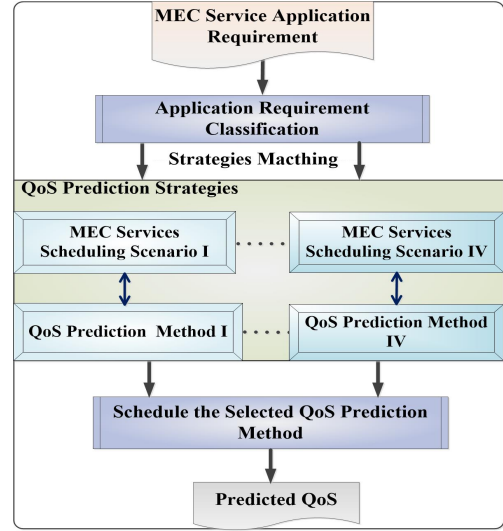 MEC Service Application
Requirement
Application Requirement
Classification
Strategies Macthing
QoS Prediction Strategies
MEC Services
Scheduling Scenario I
MEC Services
Scheduling Scenario IV
QoS Prediction Method I
QoS Prediction Method
IV
Schedule the Selected QoS Prediction
Method
Predicted QoS